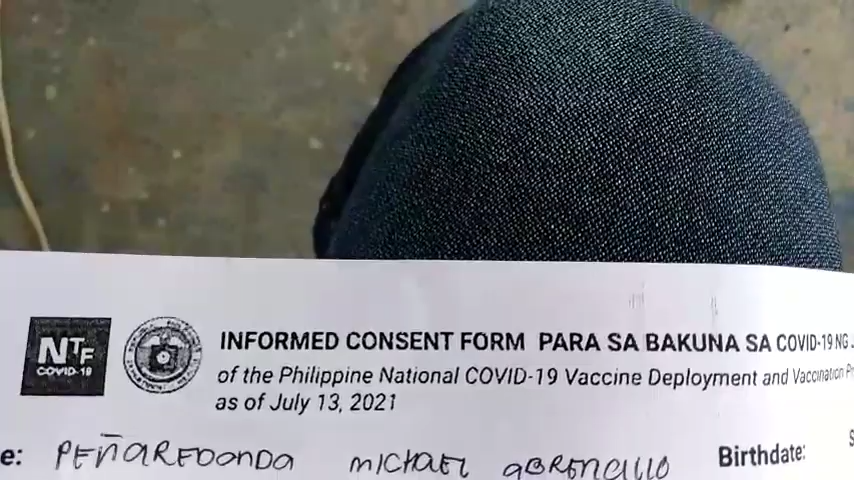 NTF
COVID-19
INFORMED CONSENT FORM PARA SA BAKUNA SA COVID-19 NG
of the Philippine National COVID-19 Vaccine Deployment and Vaccination
as of July 13, 2021
e: PEÑAREDONDA MICHAEL Birthdate: